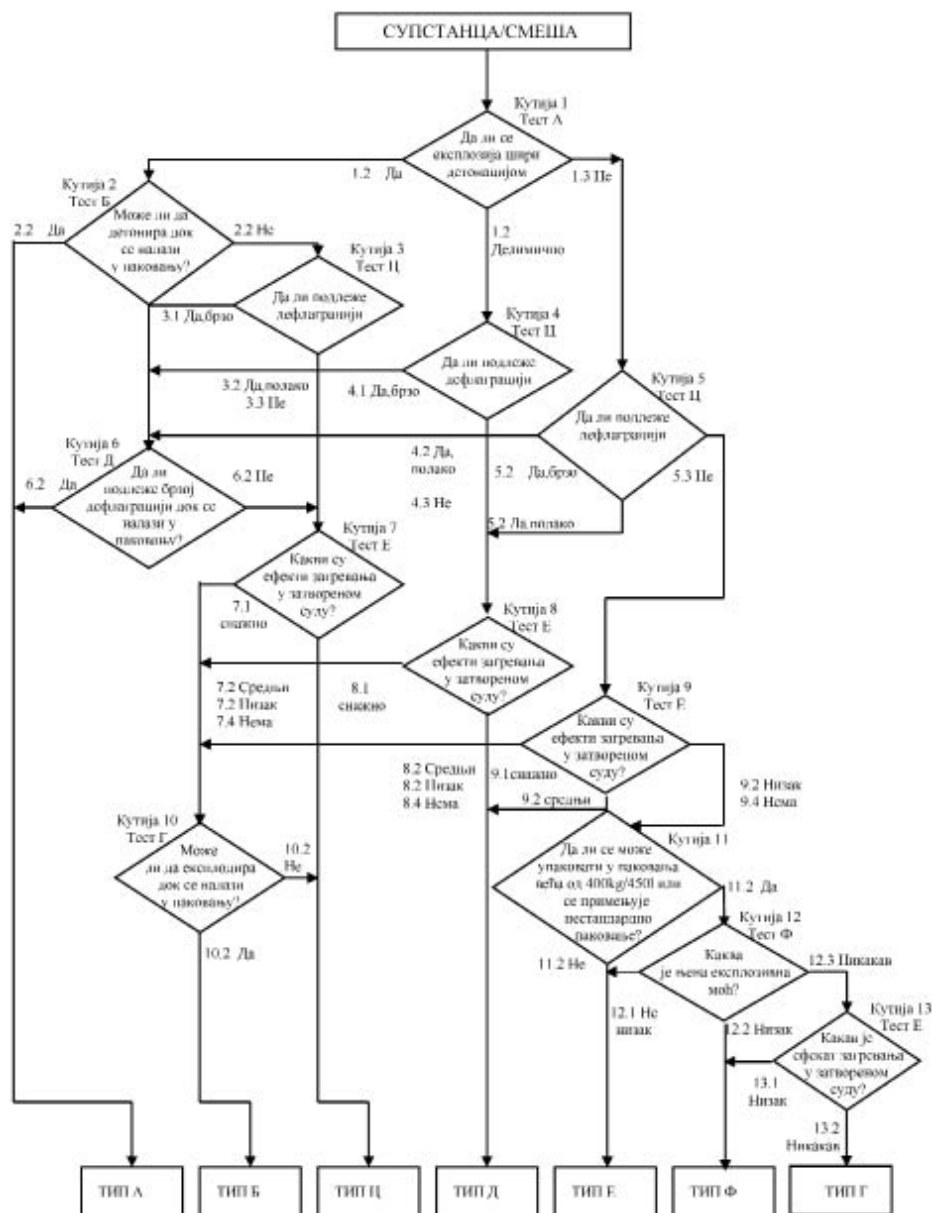 СУПСТАНЦА/СМЕША
Кутија 1
Тест А
Да ли се
експлозија шири
детонацијом
1.2 Да
1.3 Не
Кутија 2
Тест Б
Може ли да
детонира док
се налази
у паковању?
2.2 Да
2.2 Не
1.2
Делимично
Кутија 3
Тест Ц
Да ли подлеже
дефлаграцији
3.1 Да,брзо
Кутија 4
Тест Ц
Да ли подлеже
дефлаграцији
3.2 Да,полако
3.3 Не
4.1 Да,брзо
Кутија 5
Тест Ц
Да ли подлеже
дефлаграцији
Кутија 6
Тест Д
Да ли
подлеже брзој
дефлаграцији док се
налази у
паковању?
6.2 Да
6.2 Не
4.2 Да,
полако
4.3 Не
5.2 Да,брзо
5.3 Не
5.2 Да,полако
Кутија 7
Тест Е
Какви су
ефекти загревања
у затвореном
суду?
7.1
снажно
Кутија 8
Тест Е
Какви су
ефекти загревања
у затвореном
суду?
7.2 Средњи
7.2 Низак
7.4 Нема
8.1
снажно
Кутија 9
Тест Е
Какви су
ефекти загревања
у затвореном
суду?
8.2 Средњи
8.2 Низак
8.4 Нема
9.1снажно
9.2 средњи
9.2 Низак
9.4 Нема
Кутија 10
Тест Г
Може
ли да експлодира
док се налази
у паковању?
10.2
Не
10.2 Да
Кутија 11
Да ли се може
упаковати у паковања
већа од 400kg/450l или
се примењује
нестандардно
паковање?
11.2 Да
11.2 Не
Кутија 12
Тест Ф
Каква
је њена експлозивна
моћ?
12.3 Никакав
12.1 Не
низак
12.2 Низак
Кутија 13
Тест Е
Какав је
ефекат загревања
у затвореном
суду?
13.1
Низак
13.2
Никакав
ТИП А
ТИП Б
ТИП Ц
ТИП Д
ТИП Е
ТИП Ф
ТИП Г